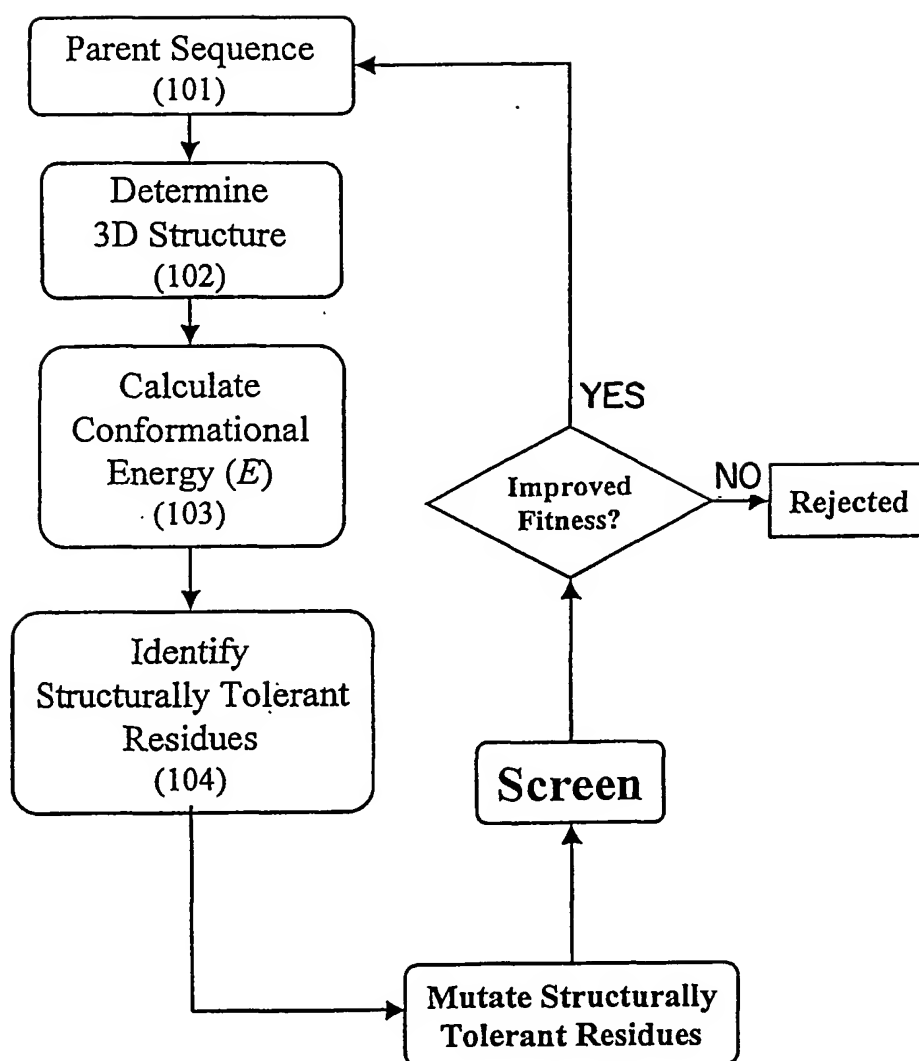 Parent Sequence
(101)
Determine
3D Structure
(102)
Calculate
Conformational
Energy (E)
(103)
Identify
Structurally Tolerant
Residues
(104)
Mutate Structurally
Tolerant Residues
Screen
Improved
Fitness?
YES
NO
Rejected